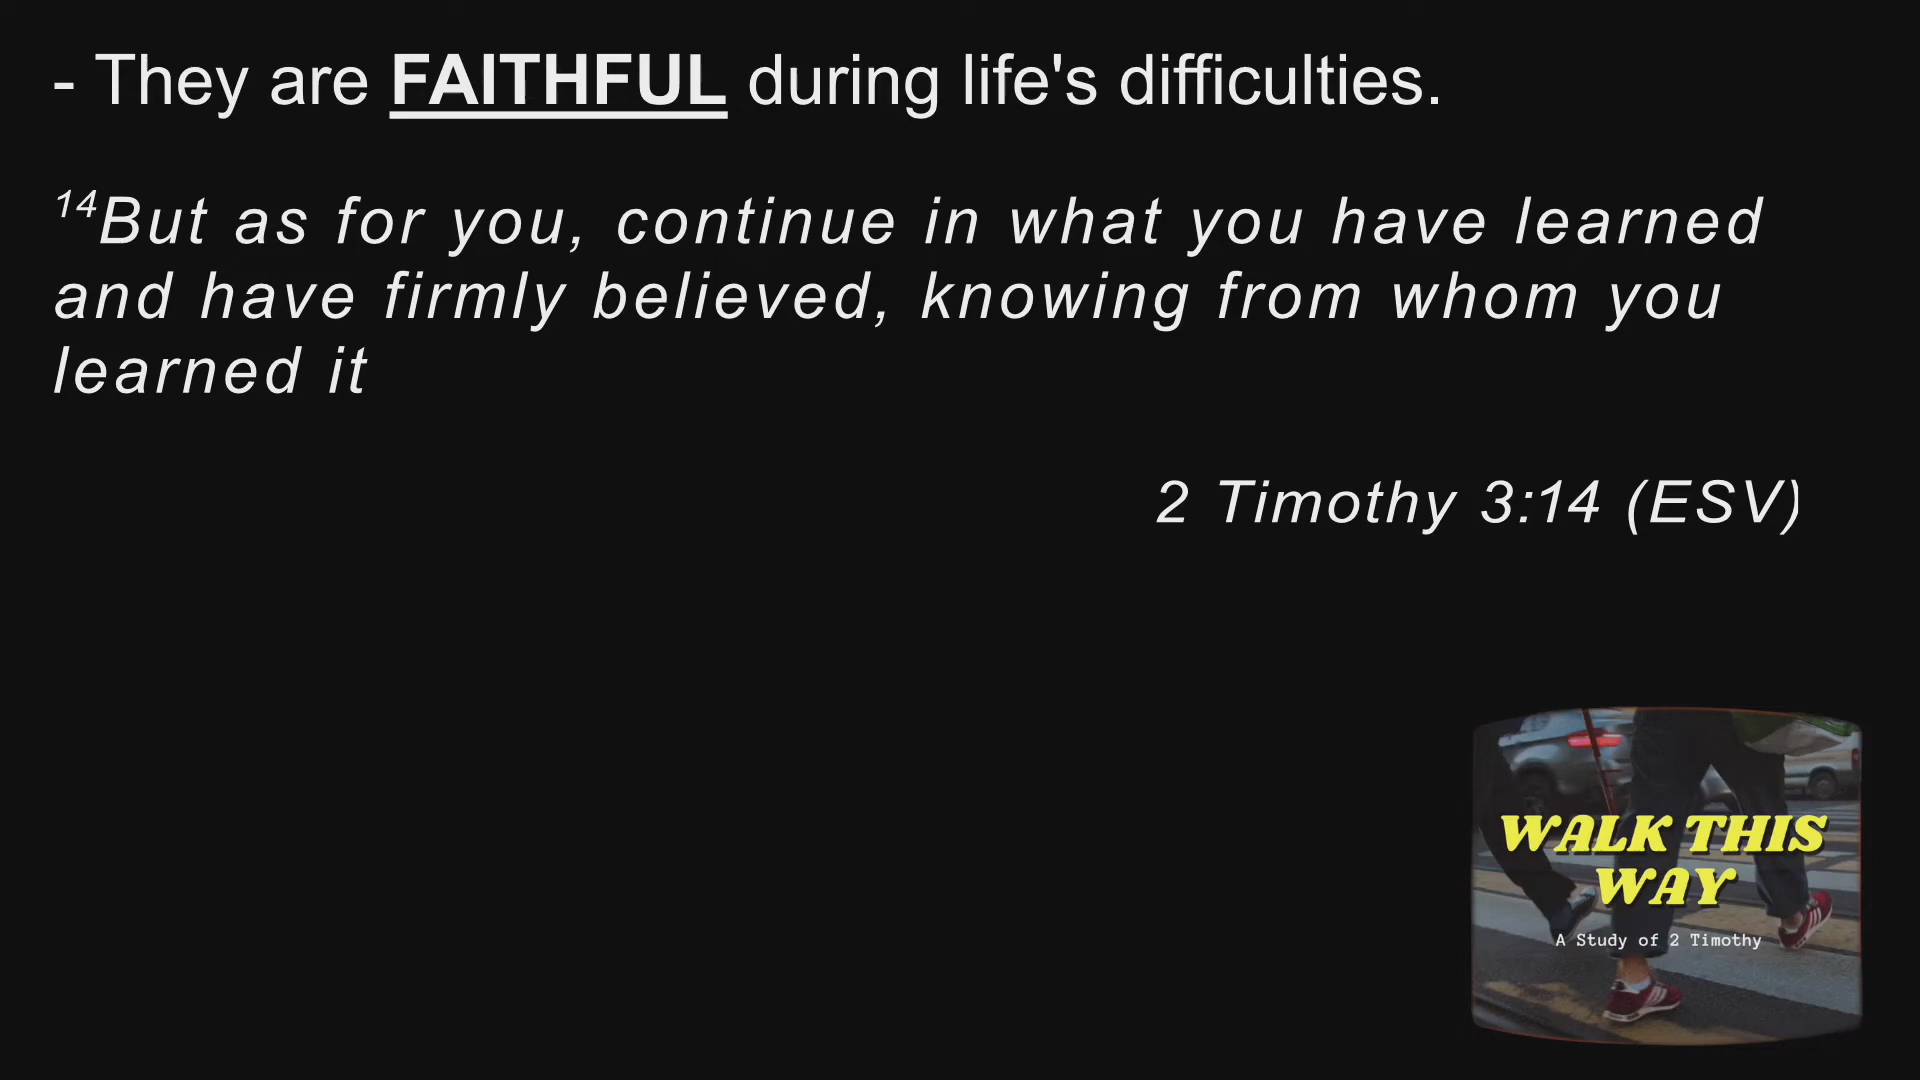 - They are FAITHFUL during life's difficulties.
14But as for you, continue in what you have learned
and have firmly believed, knowing from whom you
learned it
2 Timothy 3:14 (ESV)
WALK THIS
WAY
A Study of 2 Timothy